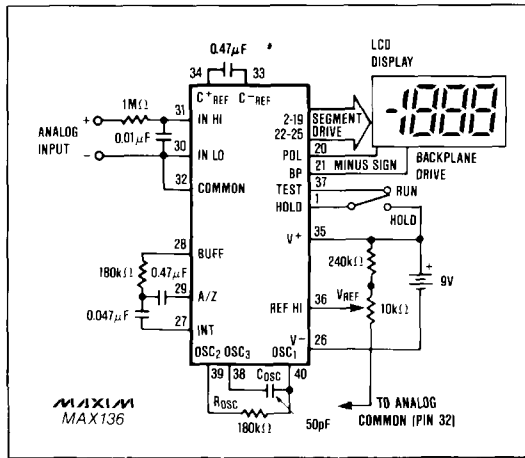 0.47µF
34
33
C+REF C-REF
LCD
DISPLAY
-1888
1MΩ
31
IN HI
+
ANALOG
INPUT
0.01µF
-
30
IN LO
32
COMMON
2-19
22-25
SEGMENT
DRIVE
20
POL
MINUS SIGN
BACKPLANE
DRIVE
21
BP
37
TEST
RUN
1
HOLD
HOLD
35
V+
28
BUFF
180kΩ
0.47µF
29
A/Z
0.047µF
27
INT
240kΩ
+
9V
36
REF HI
VREF
10kΩ
V-
26
OSC2 OSC3 OSC1
39 38 COSC 40
ROSC
180kΩ
50pF
TO ANALOG
COMMON (PIN 32)
MAXIM
MAX136